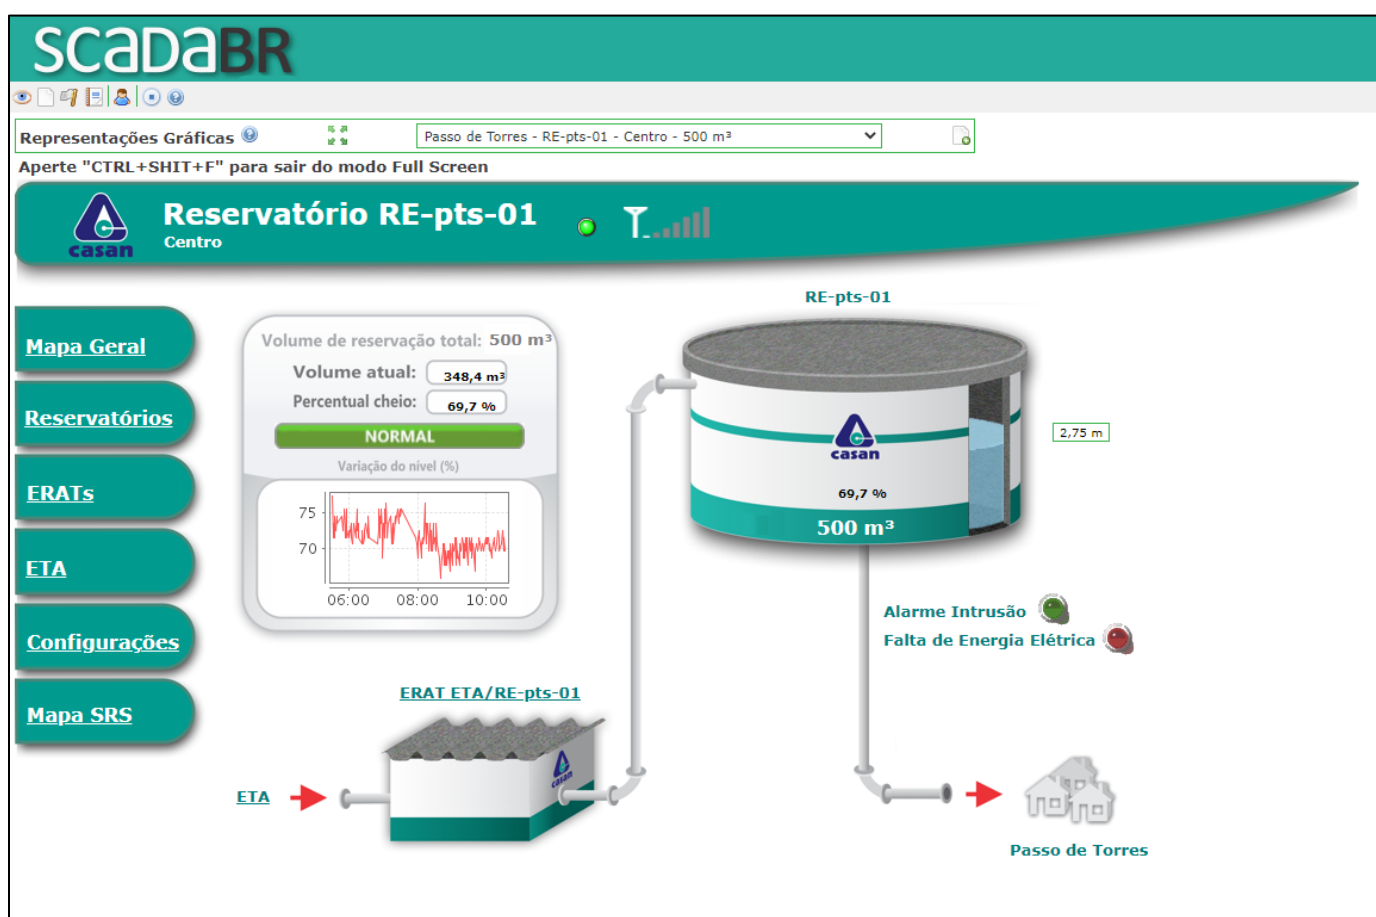 scadaBR
Representações Gráficas
Passo de Torres - RE-pts-01 - Centro - 500 m³
Aperte "CTRL+SHIT+F" para sair do modo Full Screen
casan
Reservatório RE-pts-01
Centro
Mapa Geral
Reservatórios
ERATs
ETA
Configurações
Mapa SRS
Volume de reservação total: 500 m³
Volume atual: 348,4 m³
Percentual cheio: 69,7 %
NORMAL
Variação do nivel (%)
75
70
06:00 08:00 10:00
RE-pts-01
casan
69,7 %
500 m³
2,75 m
Alarme Intrusão
Falta de Energia Elétrica
ERAT ETA/RE-pts-01
casan
ETA
Passo de Torres